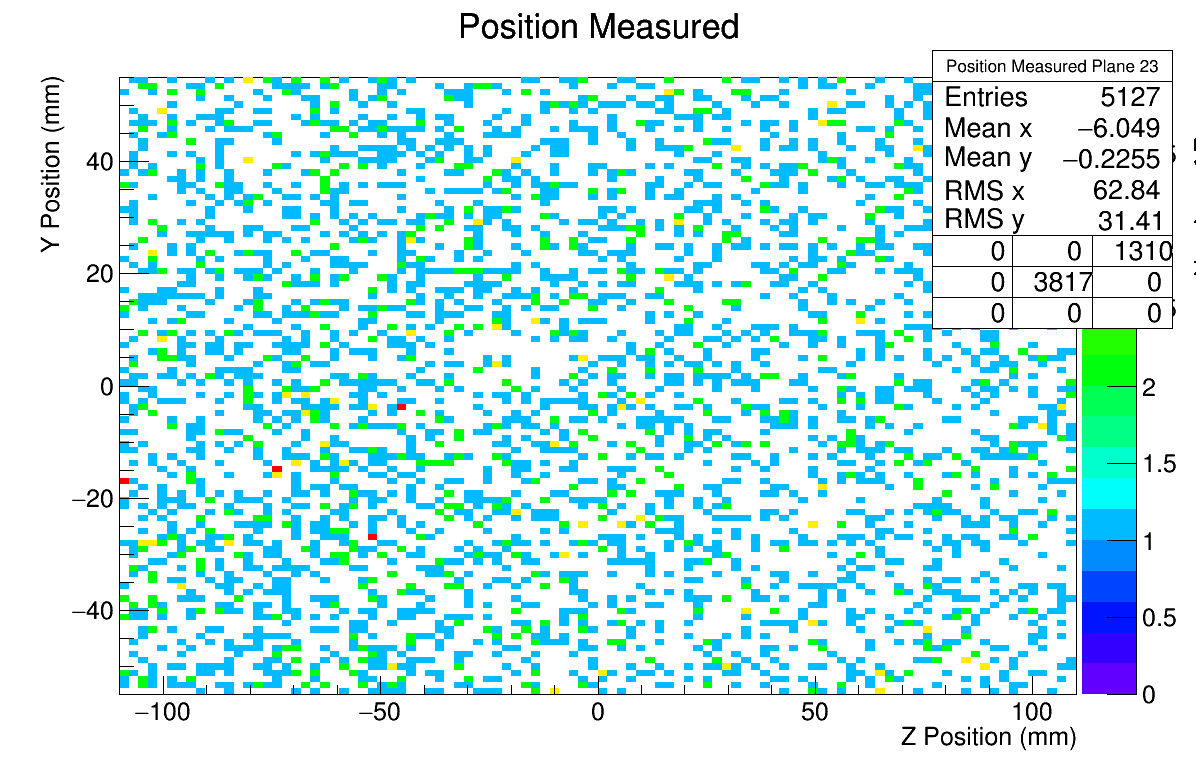 Position Measured
Position Measured Plane 23
Entries 5127
Mean x −6.049
Mean y −0.2255
RMS x 62.84
RMS y 31.41
0 0 1310
0 3817 0
0 0 0
Y Position (mm)
40
20
0
−20
−40
2
1.5
1
0.5
0
−100 −50 0 50 100
Z Position (mm)